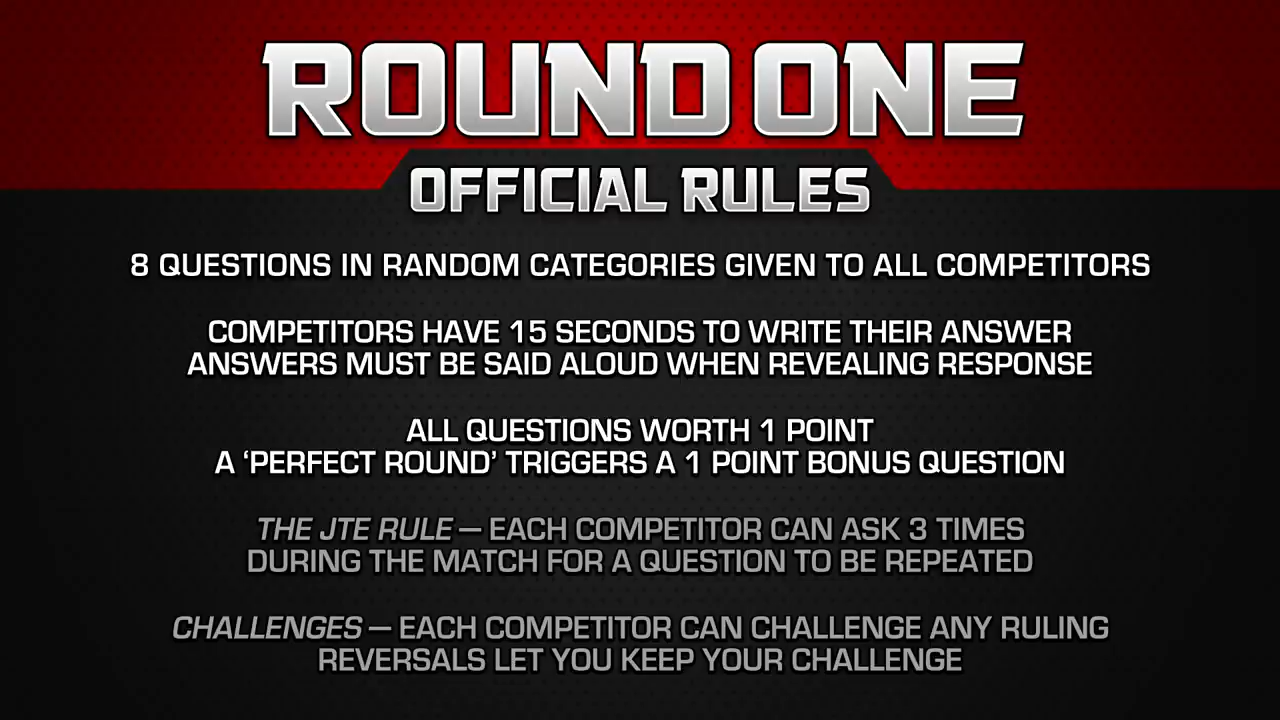 ROUND ONE
OFFICIAL RULES
8 QUESTIONS IN RANDOM CATEGORIES GIVEN TO ALL COMPETITORS
COMPETITORS HAVE 15 SECONDS TO WRITE THEIR ANSWER
ANSWERS MUST BE SAID ALOUD WHEN REVEALING RESPONSE
ALL QUESTIONS WORTH 1 POINT
A ‘PERFECT ROUND’ TRIGGERS A 1 POINT BONUS QUESTION
THE JTE RULE – EACH COMPETITOR CAN ASK 3 TIMES
DURING THE MATCH FOR A QUESTION TO BE REPEATED
CHALLENGES – EACH COMPETITOR CAN CHALLENGE ANY RULING
REVERSALS LET YOU KEEP YOUR CHALLENGE